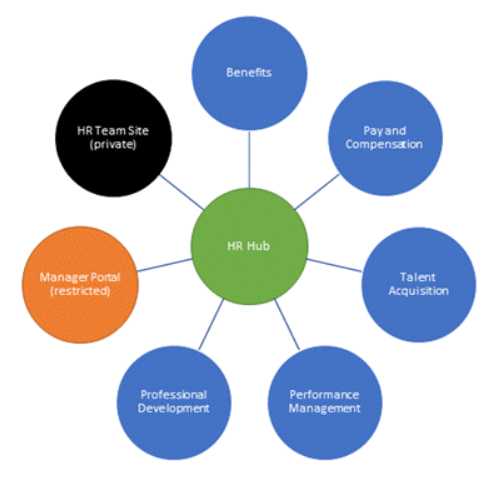 Benefits
HR Team Site
(private)
Pay and
Compensation
HR Hub
Manager Portal
(restricted)
Talent
Acquisition
Professional
Development
Performance
Management